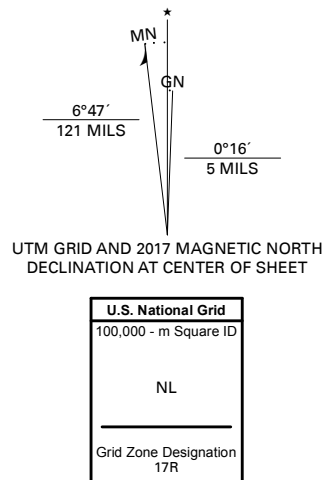 ★
MN
GN
6°47´
121 MILS
0°16´
5 MILS
UTM GRID AND 2017 MAGNETIC NORTH
DECLINATION AT CENTER OF SHEET
U.S. National Grid
100,000 - m Square ID
NL
Grid Zone Designation
17R